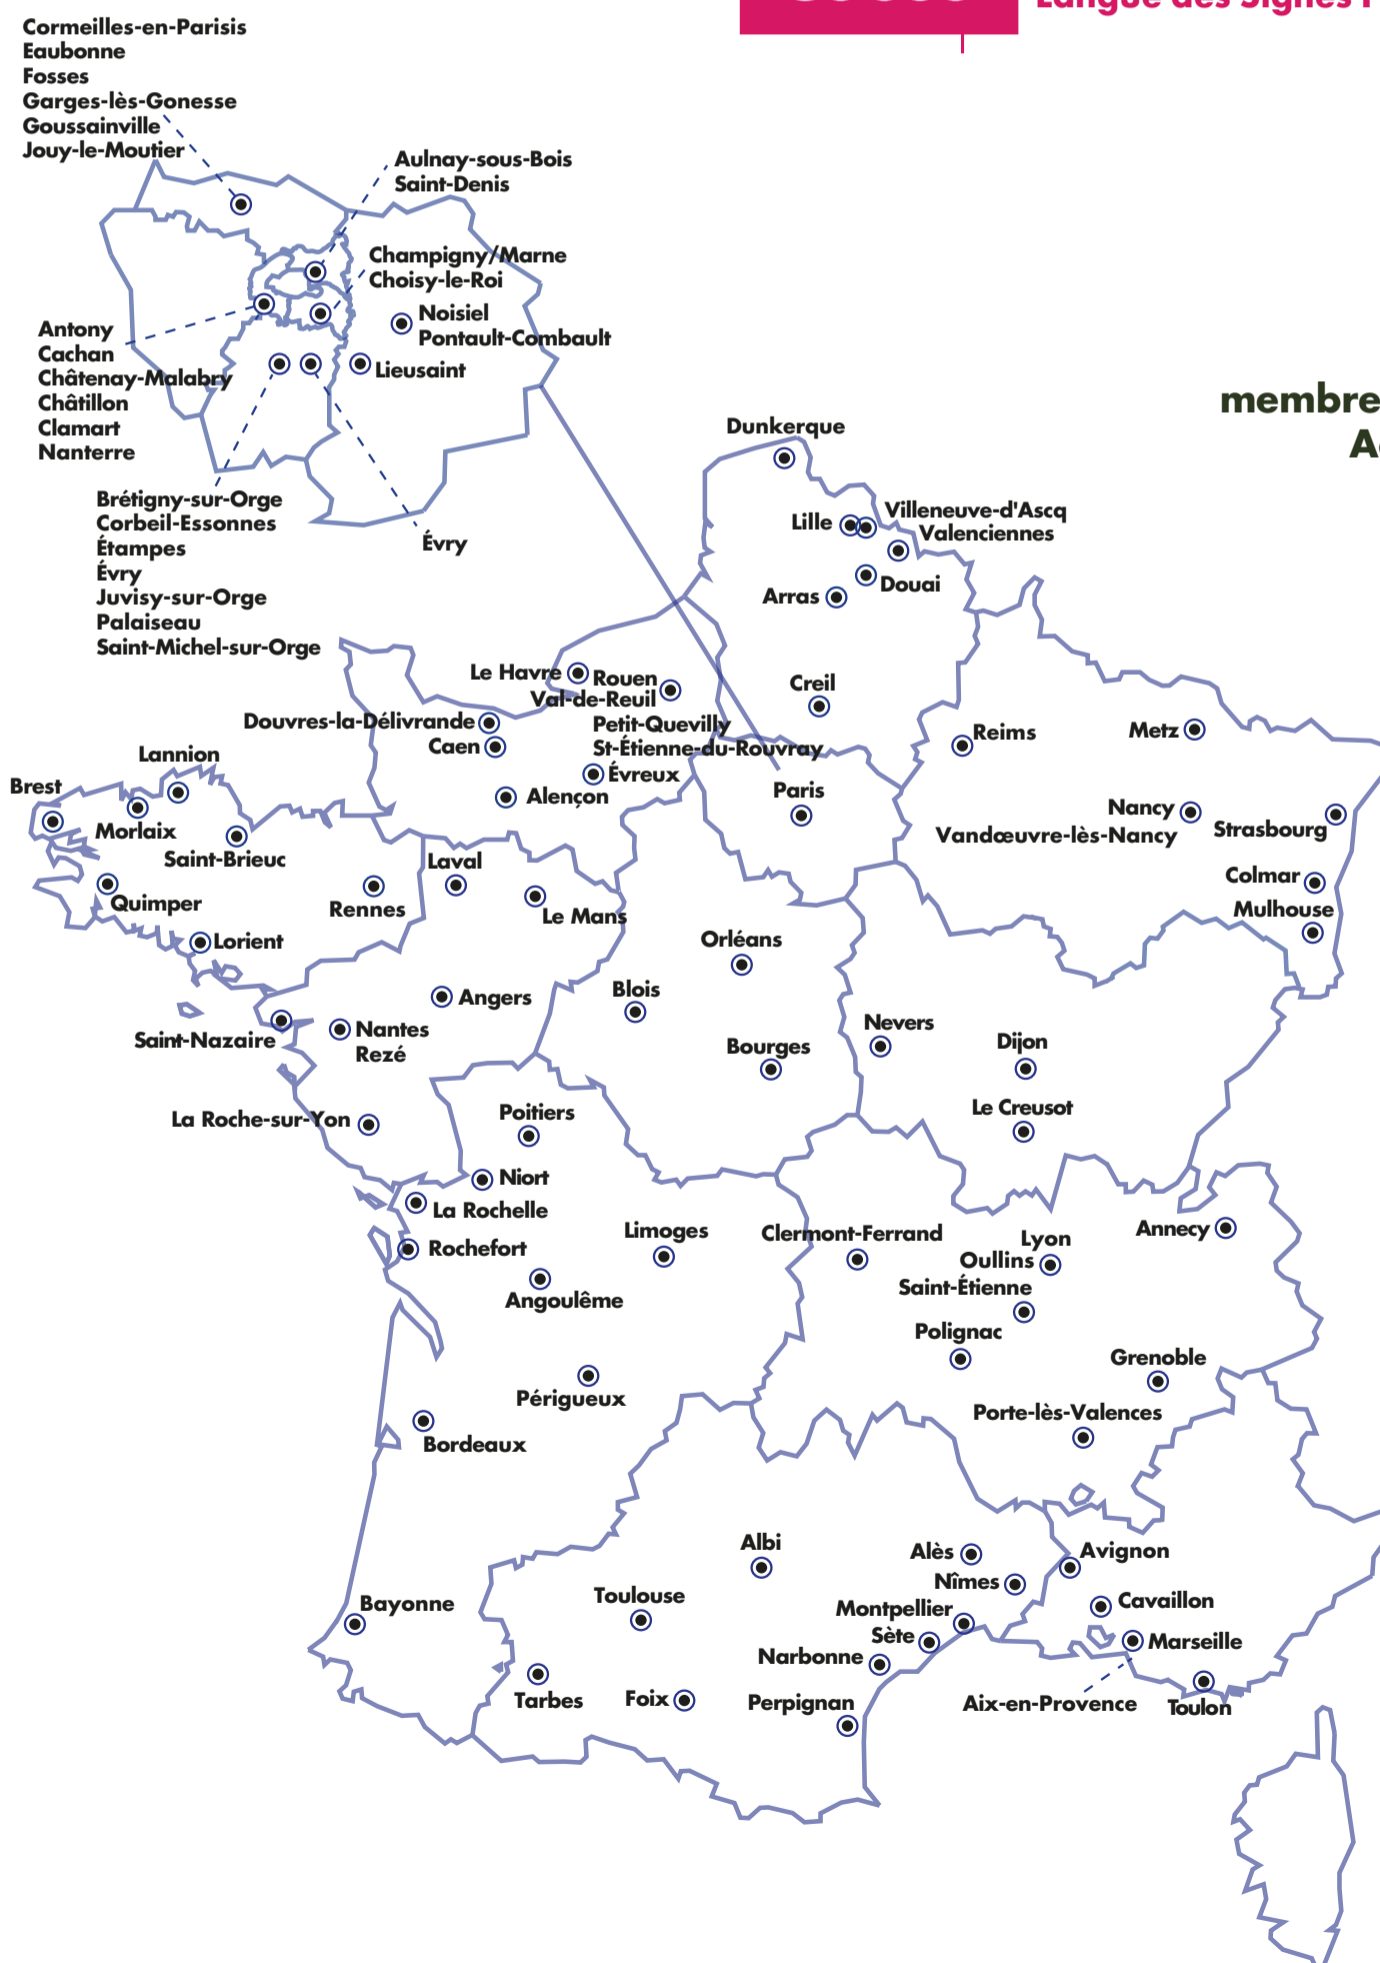 Langue des Signes
Cormeilles-en-Parisis
Eaubonne
Fosses
Garges-lès-Gonesse
Goussainville
Jouy-le-Moutier
Aulnay-sous-Bois
Saint-Denis
Champigny/Marne
Choisy-le-Roi
Noisiel
Pontault-Combault
Lieusaint
Antony
Cachan
Châtenay-Malabry
Châtillon
Clamart
Nanterre
Brétigny-sur-Orge
Corbeil-Essonnes
Étampes
Évry
Juvisy-sur-Orge
Palaiseau
Saint-Michel-sur-Orge
Évry
membre
Dunkerque
Lille
Villeneuve-d'Ascq
Valenciennes
Douai
Arras
Le Havre
Rouen
Val-de-Reuil
Petit-Quevilly
St-Étienne-du-Rouvray
Creil
Douvres-la-Délivrande
Caen
Évreux
Alençon
Paris
Reims
Metz
Nancy
Vandœuvre-lès-Nancy
Strasbourg
Colmar
Mulhouse
Lannion
Brest
Morlaix
Saint-Brieuc
Quimper
Lorient
Rennes
Laval
Le Mans
Orléans
Blois
Bourges
Angers
Saint-Nazaire
Nantes
Rezé
Nevers
Dijon
Le Creusot
La Roche-sur-Yon
Poitiers
Niort
La Rochelle
Rochefort
Angoulême
Limoges
Clermont-Ferrand
Lyon
Oullins
Saint-Étienne
Polignac
Annecy
Grenoble
Porte-lès-Valences
Périgueux
Bordeaux
Bayonne
Albi
Toulouse
Tarbes
Foix
Alès
Nîmes
Montpellier
Sète
Narbonne
Perpignan
Avignon
Cavaillon
Marseille
Aix-en-Provence
Toulon